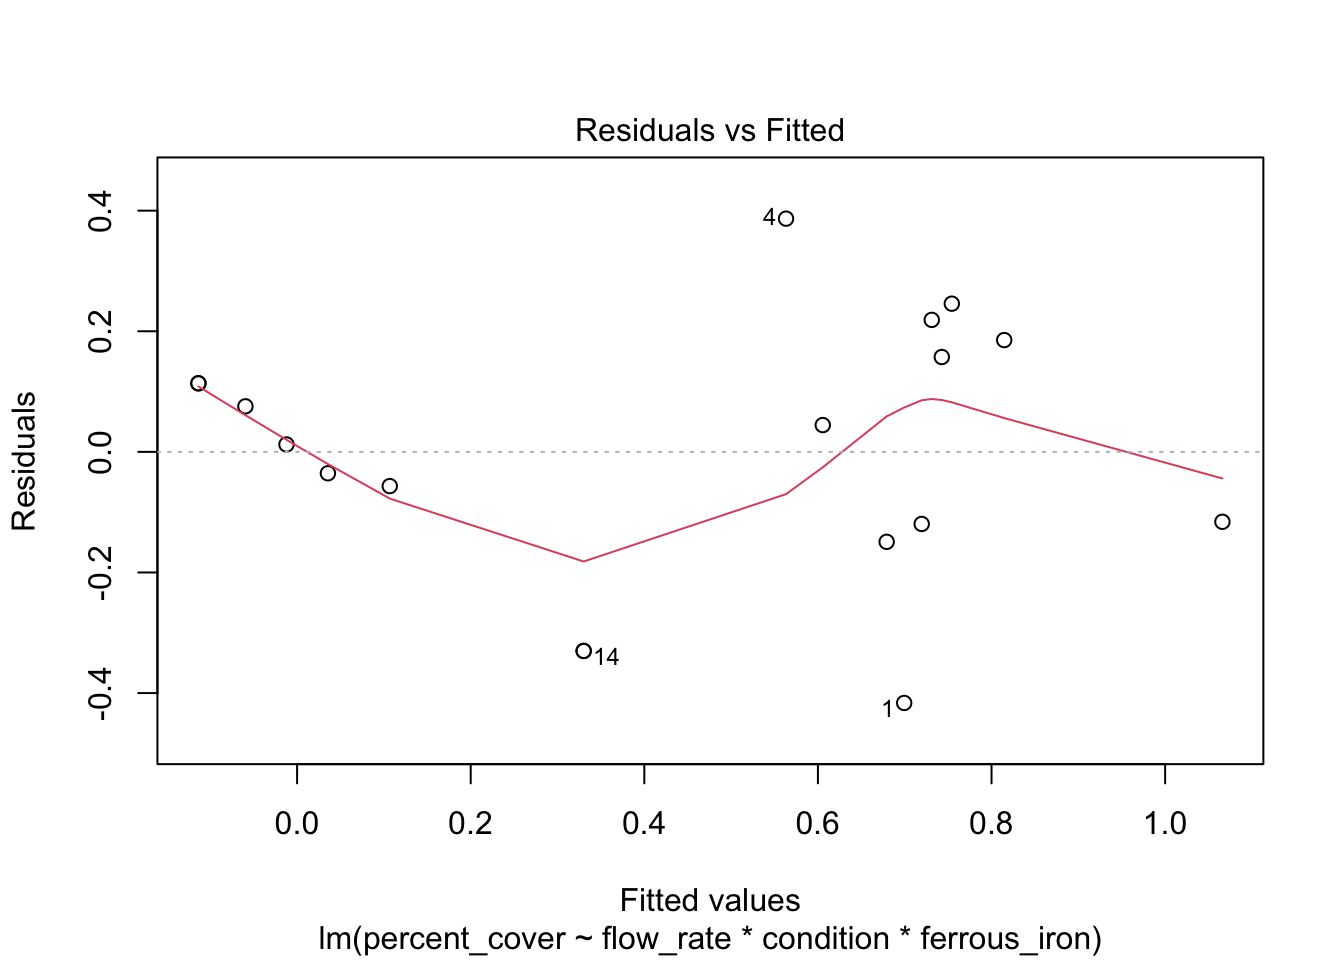 Residuals vs Fitted
Residuals
0.4
0.2
0.0
-0.2
-0.4
4
14
1
0.0 0.2 0.4 0.6 0.8 1.0
Fitted values
lm(percent_cover ~ flow_rate * condition * ferrous_iron)